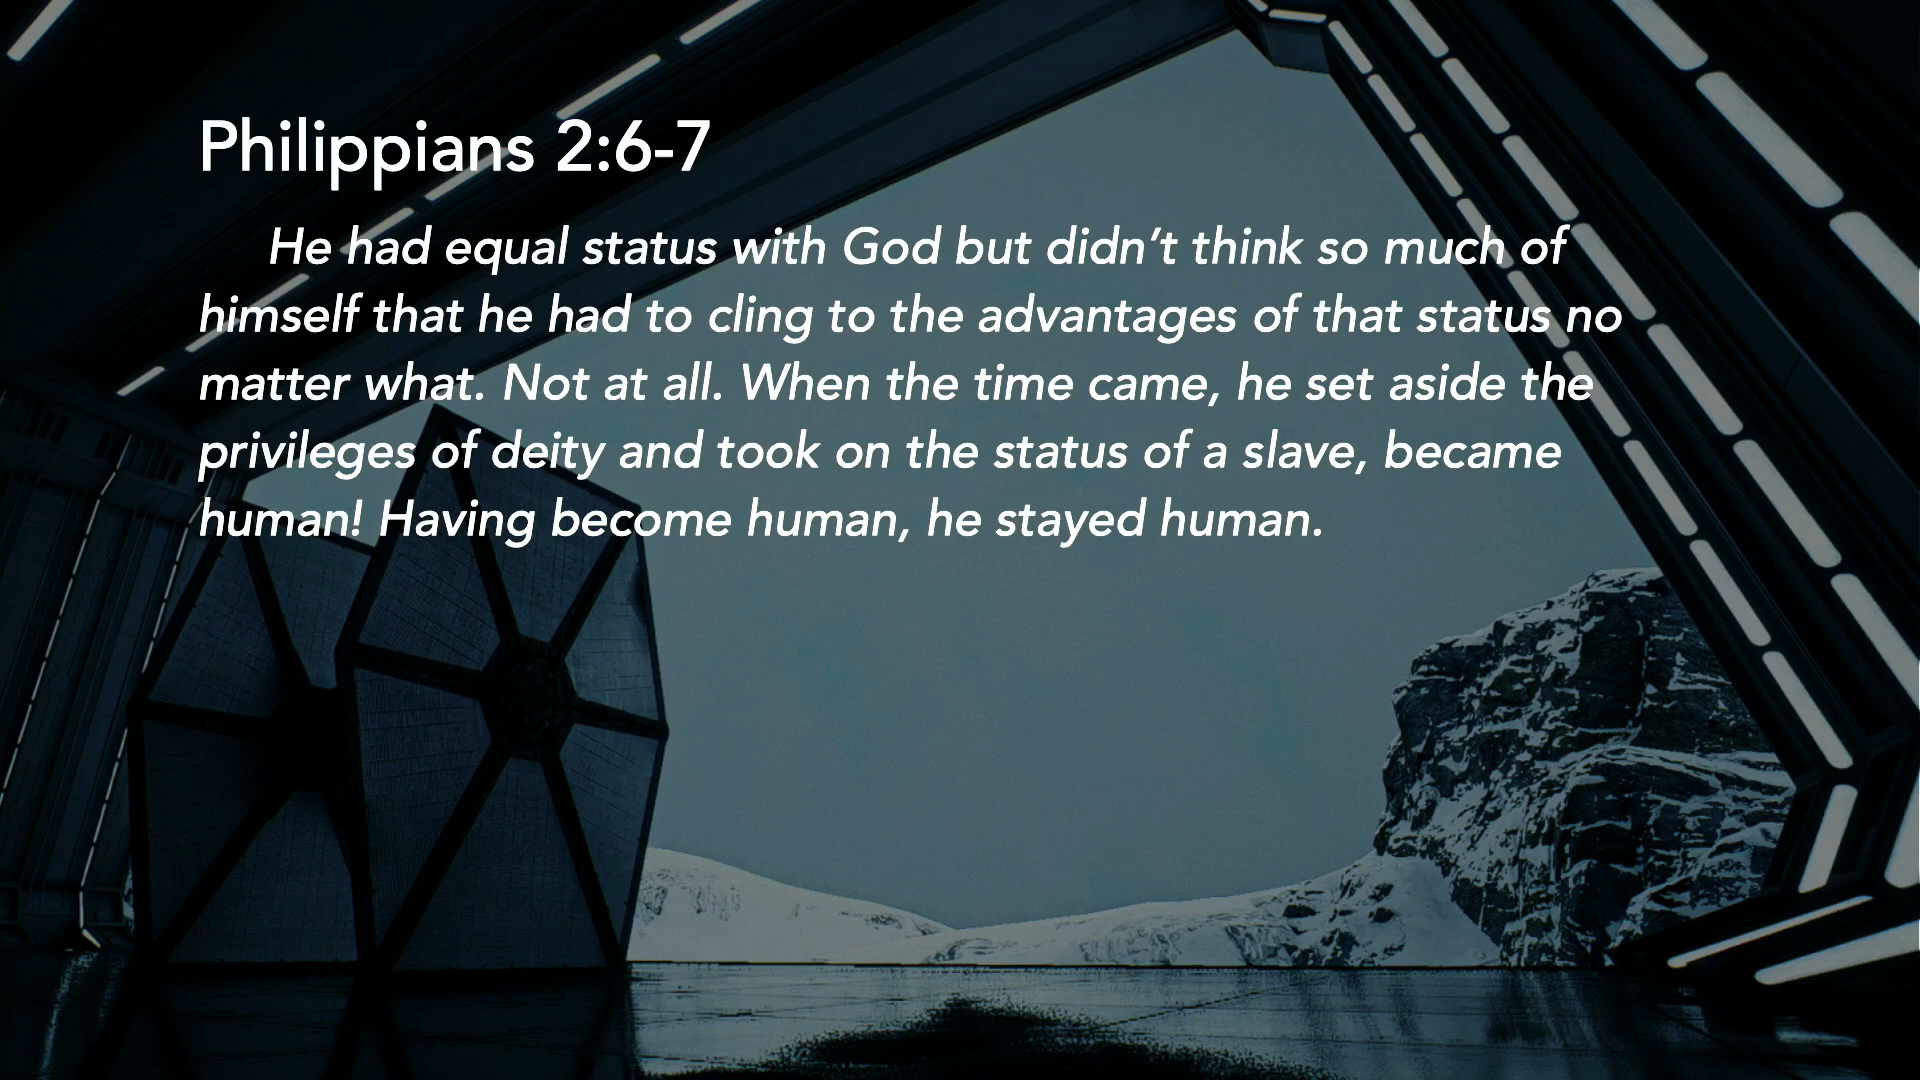 Philippians 2:6-7
He had equal status with God but didn’t think so much of
himself that he had to cling to the advantages of that status no
matter what. Not at all. When the time came, he set aside the
privileges of deity and took on the status of a slave, became
human! Having become human, he stayed human.